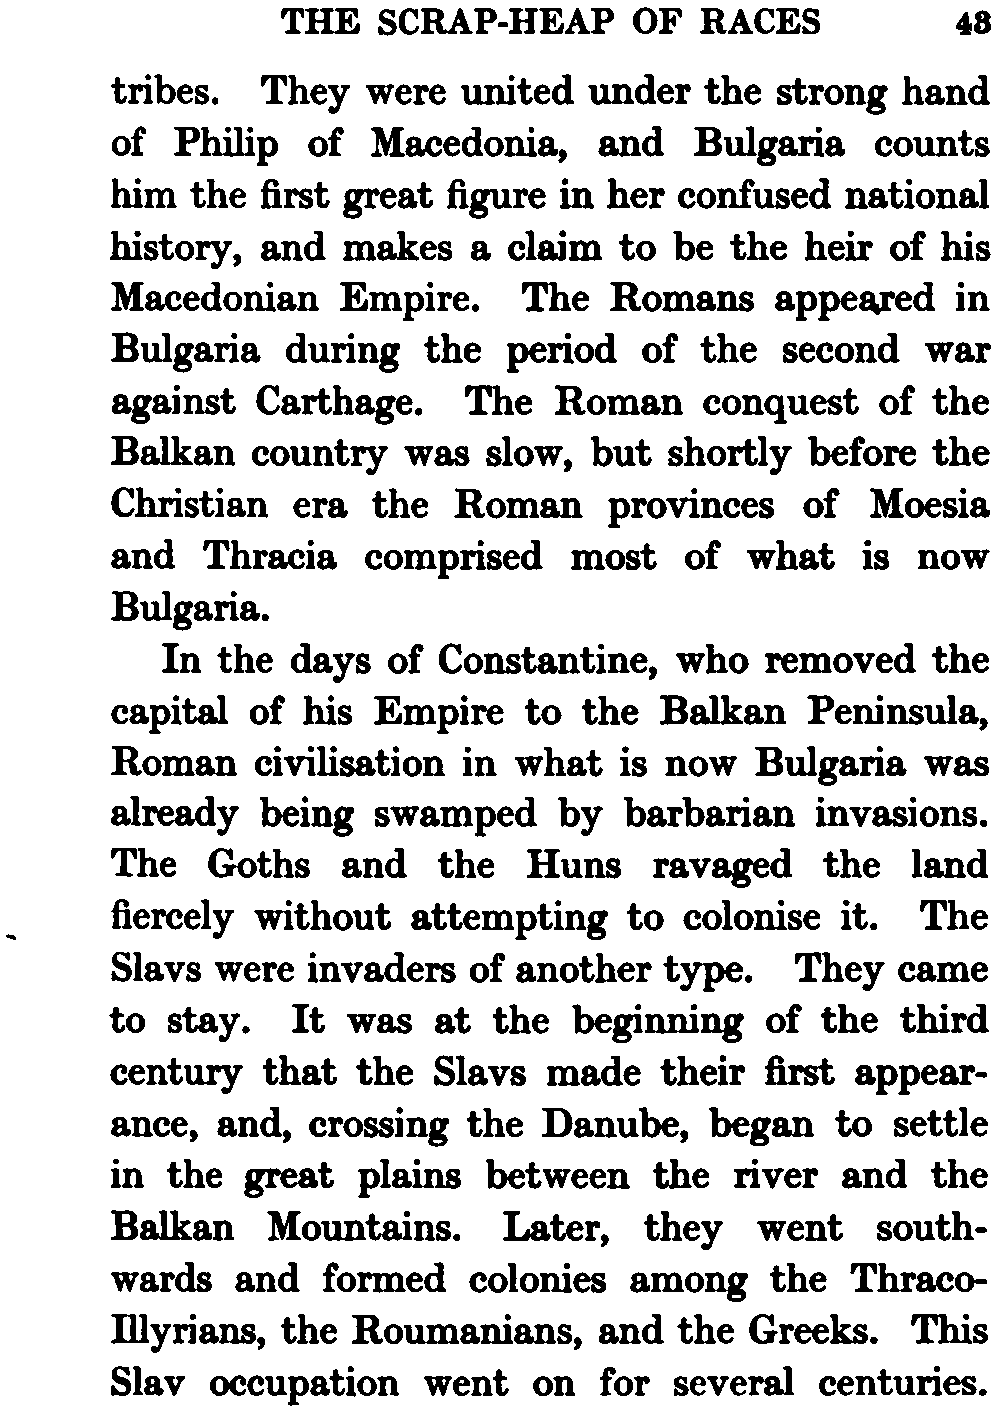 THE SCRAP-HEAP OF RACES 43
tribes. They were united under the strong hand
of Philip of Macedonia, and Bulgaria counts
him the first great figure in her confused national
history, and makes a claim to be the heir of his
Macedonian Empire. The Romans appeared in
Bulgaria during the period of the second war
against Carthage. The Roman conquest of the
Balkan country was slow, but shortly before the
Christian era the Roman provinces of Moesia
and Thracia comprised most of what is now
Bulgaria.
In the days of Constantine, who removed the
capital of his Empire to the Balkan Peninsula,
Roman civilisation in what is now Bulgaria was
already being swamped by barbarian invasions.
The Goths and the Huns ravaged the land
fiercely without attempting to colonise it. The
Slavs were invaders of another type. They came
to stay. It was at the beginning of the third
century that the Slavs made their first appear-
ance, and, crossing the Danube, began to settle
in the great plains between the river and the
Balkan Mountains. Later, they went south-
wards and formed colonies among the Thraco-
Illyrians, the Roumanians, and the Greeks. This
Slav occupation went on for several centuries.